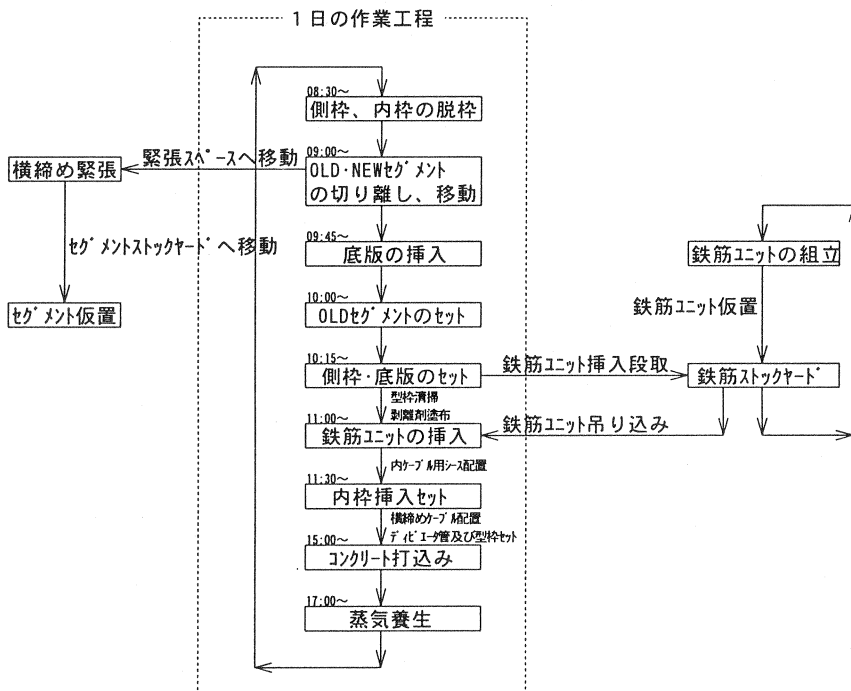 1日の作業工程
08:30～
側枠、内枠の脱枠
09:00～
OLD･NEWｾｸﾞﾒﾝﾄ
の切り離し、移動
緊張ｽﾍﾟｰｽへ移動
横締め緊張
ｾｸﾞﾒﾝﾄｽﾄｯｸﾔｰﾄﾞへ移動
ｾｸﾞﾒﾝﾄ仮置
09:45～
底版の挿入
10:00～
OLDｾｸﾞﾒﾝﾄのｾｯﾄ
10:15～
側枠･底版のｾｯﾄ
鉄筋ﾕﾆｯﾄ挿入段取
型枠清掃
剥離剤塗布
11:00～
鉄筋ﾕﾆｯﾄの挿入
鉄筋ﾕﾆｯﾄ吊り込み
内ｹｰﾌﾞﾙ用ｼｰｽ配置
11:30～
内枠挿入ｾｯﾄ
横締めｹｰﾌﾞﾙ配置
ﾃﾞｨﾋﾞｴｰﾀ管及び型枠ｾｯﾄ
15:00～
ｺﾝｸﾘｰﾄ打込み
17:00～
蒸気養生
鉄筋ﾕﾆｯﾄの組立
鉄筋ﾕﾆｯﾄ仮置
鉄筋ｽﾄｯｸﾔｰﾄﾞ